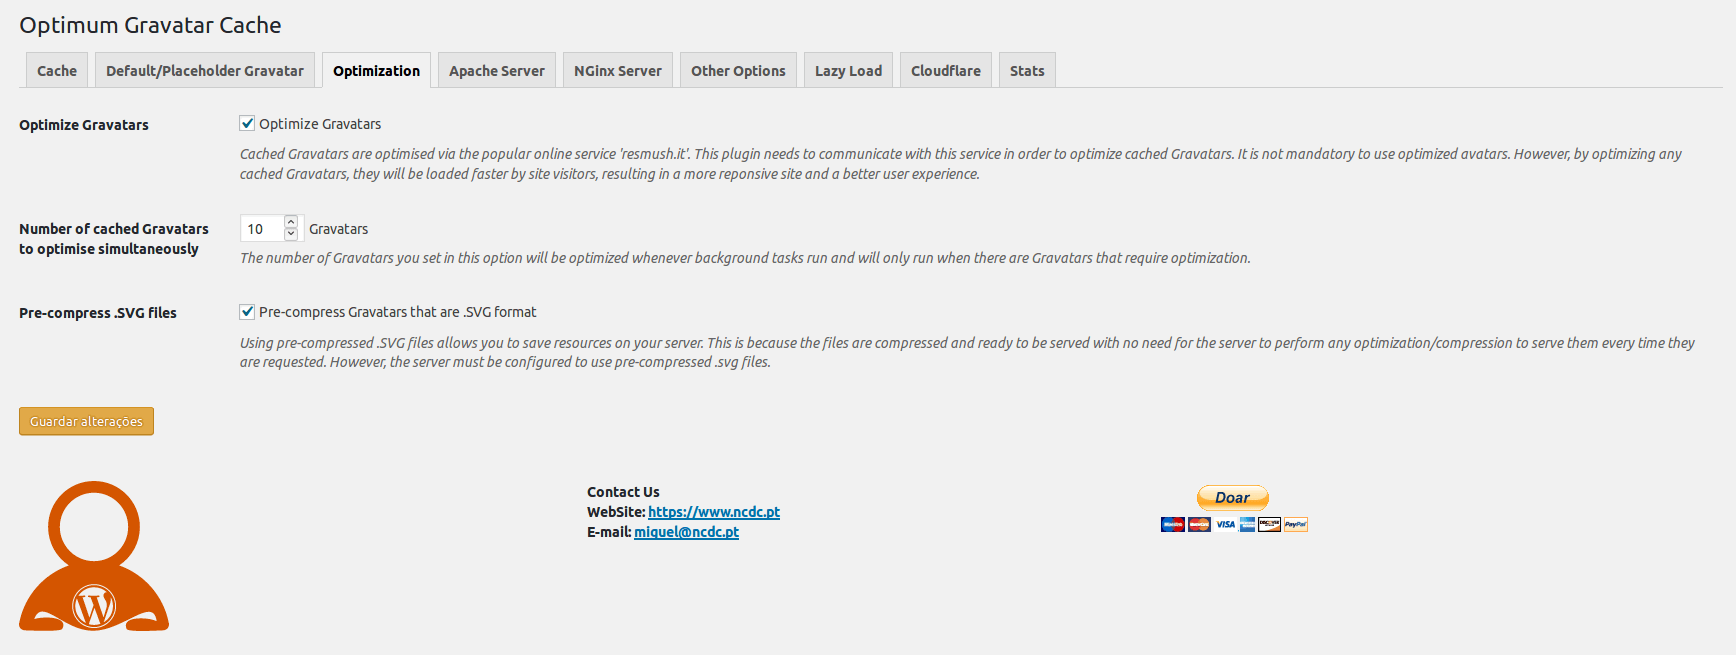 Optimum Gravatar Cache
Cache Default/Placeholder Gravatar Optimization Apache Server NGinx Server Other Options Lazy Load Cloudflare Stats
Optimize Gravatars Optimize Gravatars
Cached Gravatars are optimised via the popular online service 'resmush.it'. This plugin needs to communicate with this service in order to optimize cached Gravatars. It is not mandatory to use optimized avatars. However, by optimizing any
cached Gravatars, they will be loaded faster by site visitors, resulting in a more reponsive site and a better user experience.
Number of cached Gravatars
to optimise simultaneously
10 Gravatars
The number of Gravatars you set in this option will be optimized whenever background tasks run and will only run when there are Gravatars that require optimization.
Pre-compress .SVG files Pre-compress Gravatars that are .SVG format
Using pre-compressed .SVG files allows you to save resources on your server. This is because the files are compressed and ready to be served with no need for the server to perform any optimization/compression to serve them every time they
are requested. However, the server must be configured to use pre-compressed .svg files.
Guardar alterações
Contact Us
WebSite: https://www.ncdc.pt
E-mail: miguel@ncdc.pt
Doar
VISA
PayPal